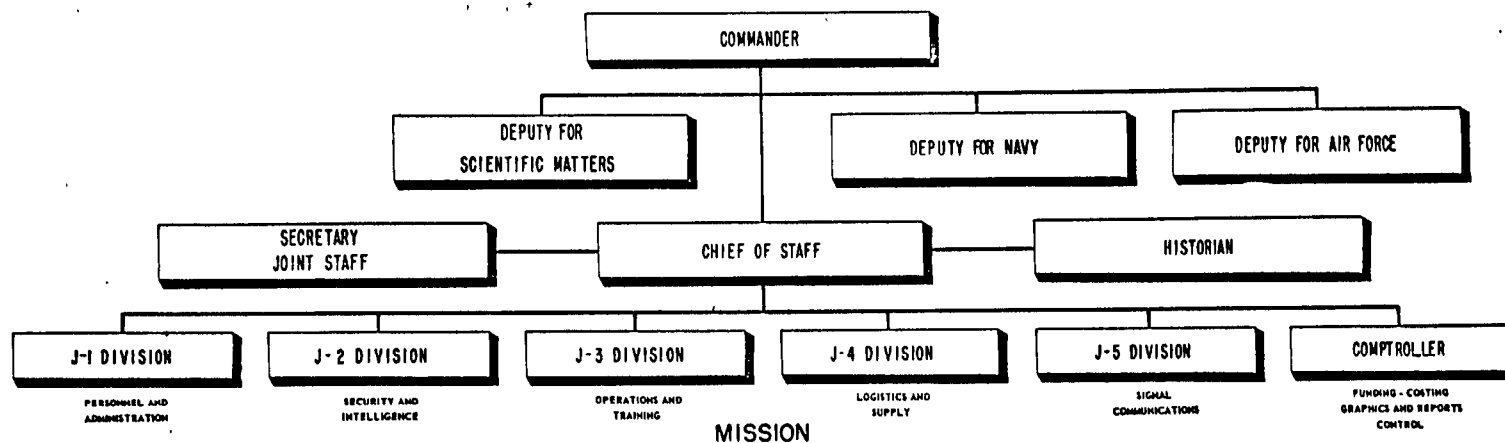 COMMANDER
DEPUTY FOR
SCIENTIFIC MATTERS
DEPUTY FOR NAVY
DEPUTY FOR AIR FORCE
SECRETARY
JOINT STAFF
CHIEF OF STAFF
HISTORIAN
J-1 DIVISION
PERSONNEL AND
ADMINISTRATION
J-2 DIVISION
SECURITY AND
INTELLIGENCE
J-3 DIVISION
OPERATIONS AND
TRAINING
J-4 DIVISION
LOGISTICS AND
SUPPLY
J-5 DIVISION
SIGNAL
COMMUNICATIONS
COMPTROLLER
FUNDING - COSTING
GRAPHICS AND REPORTS
CONTROL
MISSION